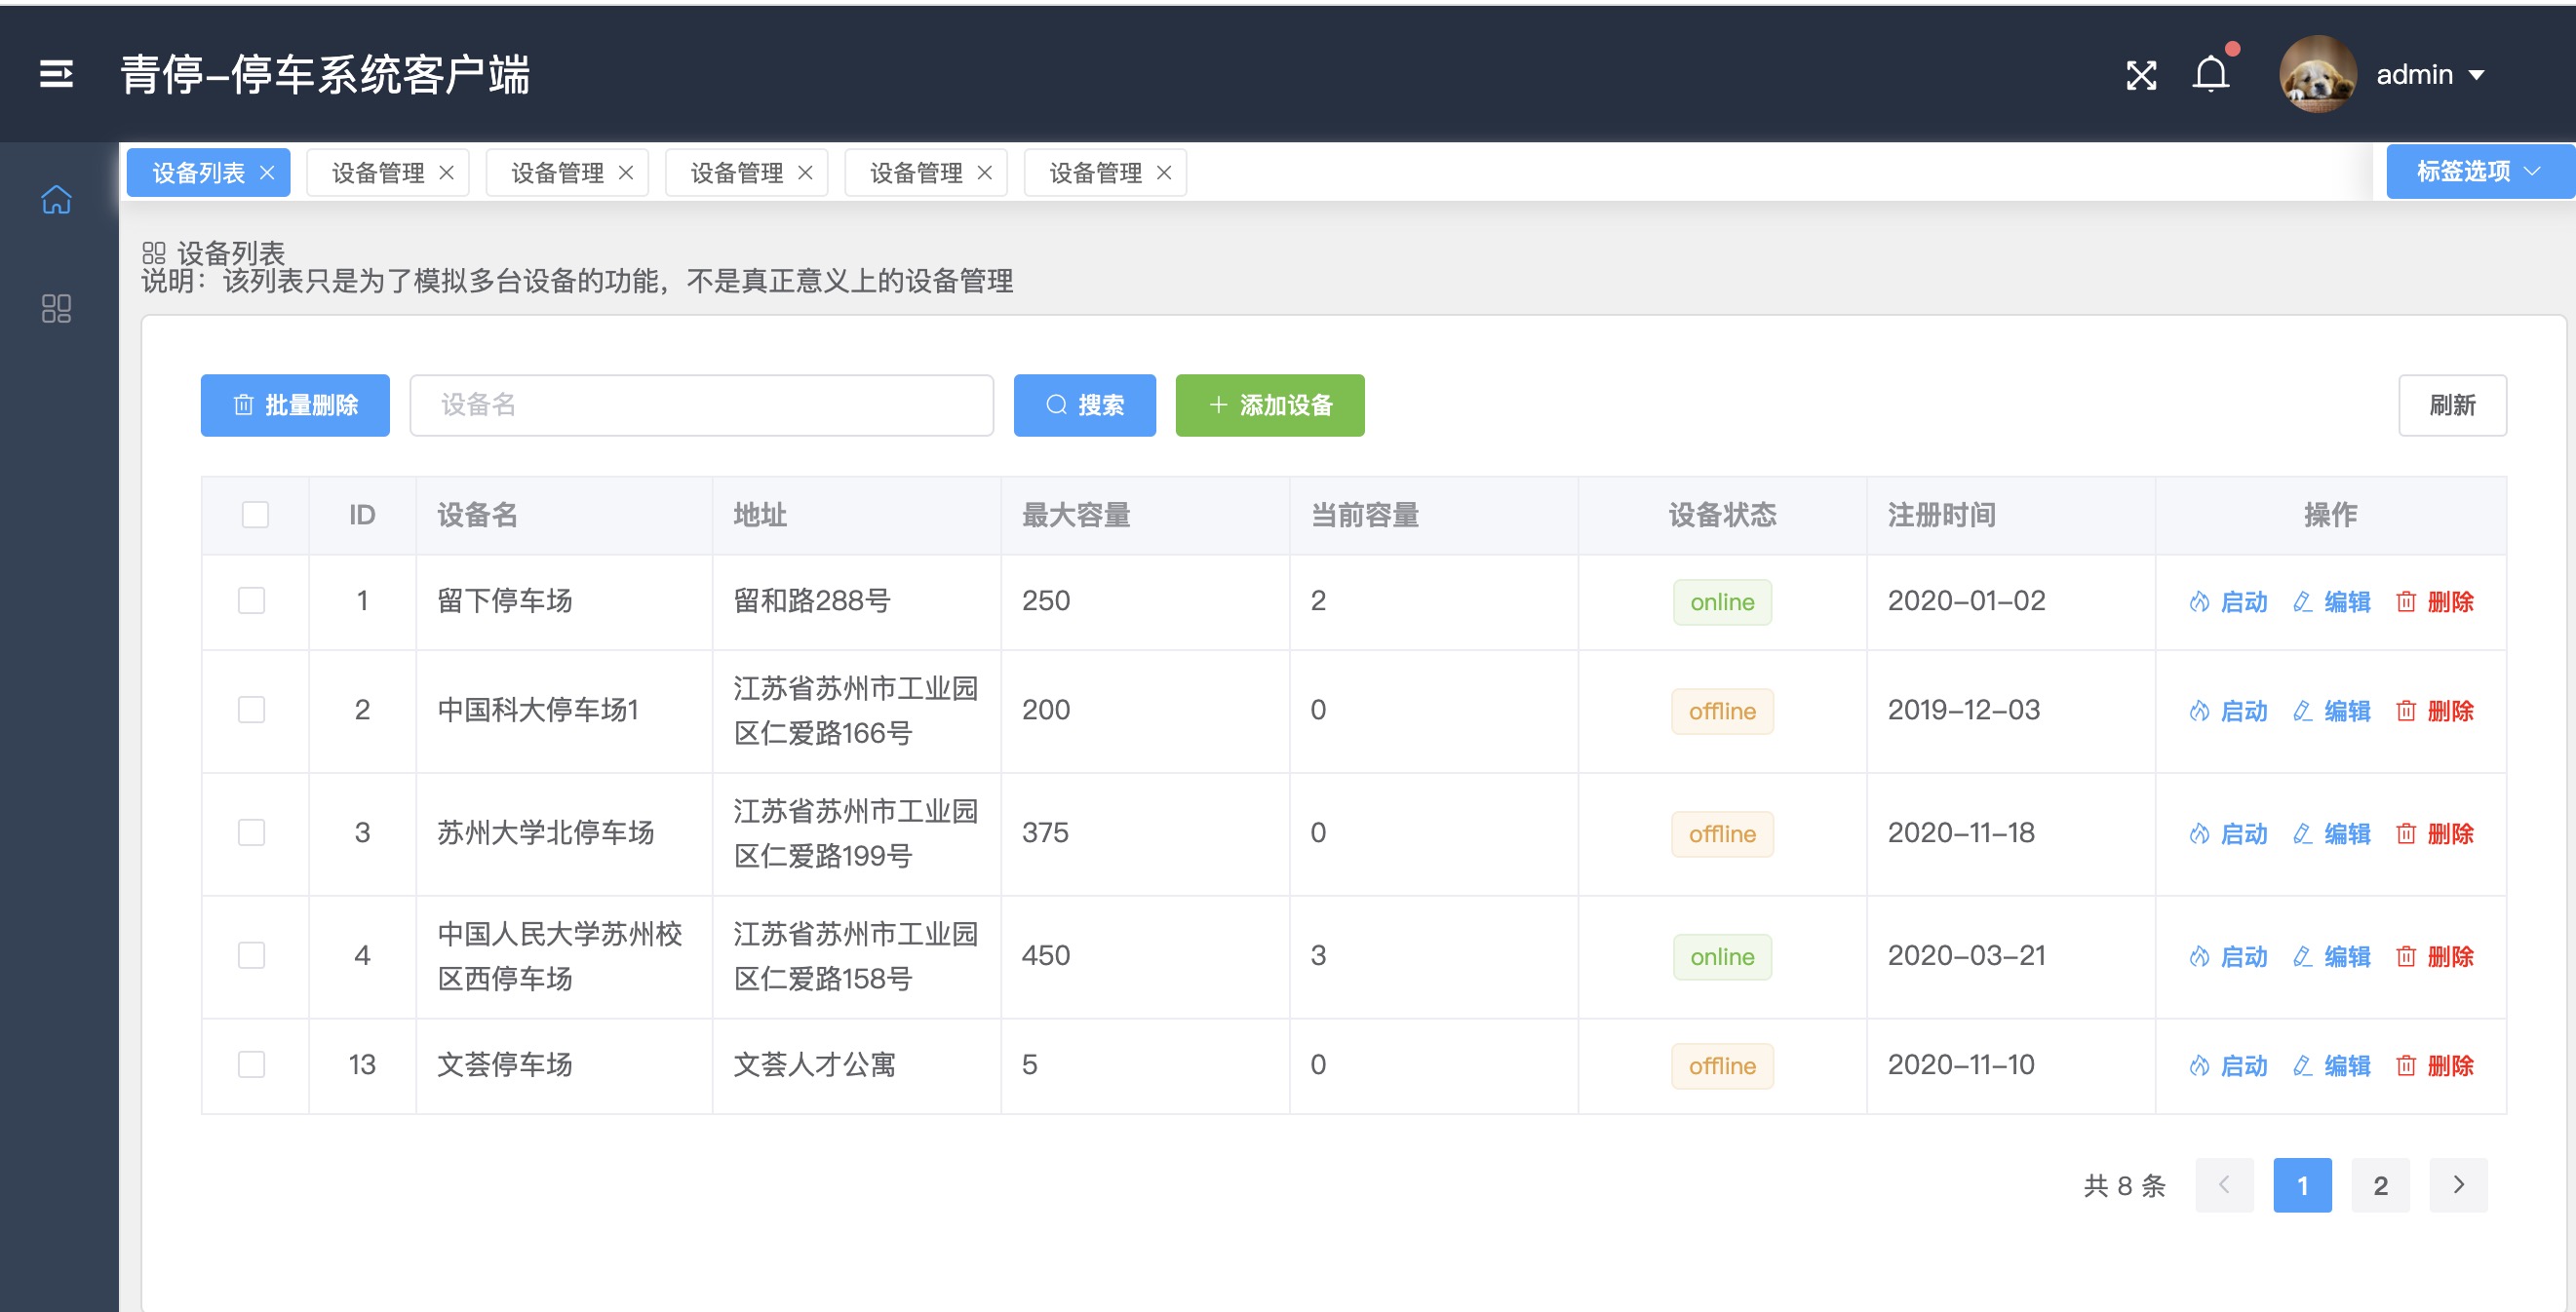 青停-停车系统客户端
admin
设备列表 设备管理 设备管理 设备管理 设备管理 设备管理 标签选项
设备列表
说明：该列表只是为了模拟多台设备的功能，不是真正意义上的设备管理
批量删除 设备名 搜索 添加设备 刷新
ID 设备名 地址 最大容量 当前容量 设备状态 注册时间 操作
1 留下停车场 留和路288号 250 2 online 2020-01-02 启动 编辑 删除
2 中国科大停车场1 江苏省苏州市工业园
区仁爱路166号 200 0 offline 2019-12-03 启动 编辑 删除
3 苏州大学北停车场 江苏省苏州市工业园
区仁爱路199号 375 0 offline 2020-11-18 启动 编辑 删除
4 中国人民大学苏州校
区西停车场 江苏省苏州市工业园
区仁爱路158号 450 3 online 2020-03-21 启动 编辑 删除
13 文荟停车场 文荟人才公寓 5 0 offline 2020-11-10 启动 编辑 删除
共 8 条 1 2